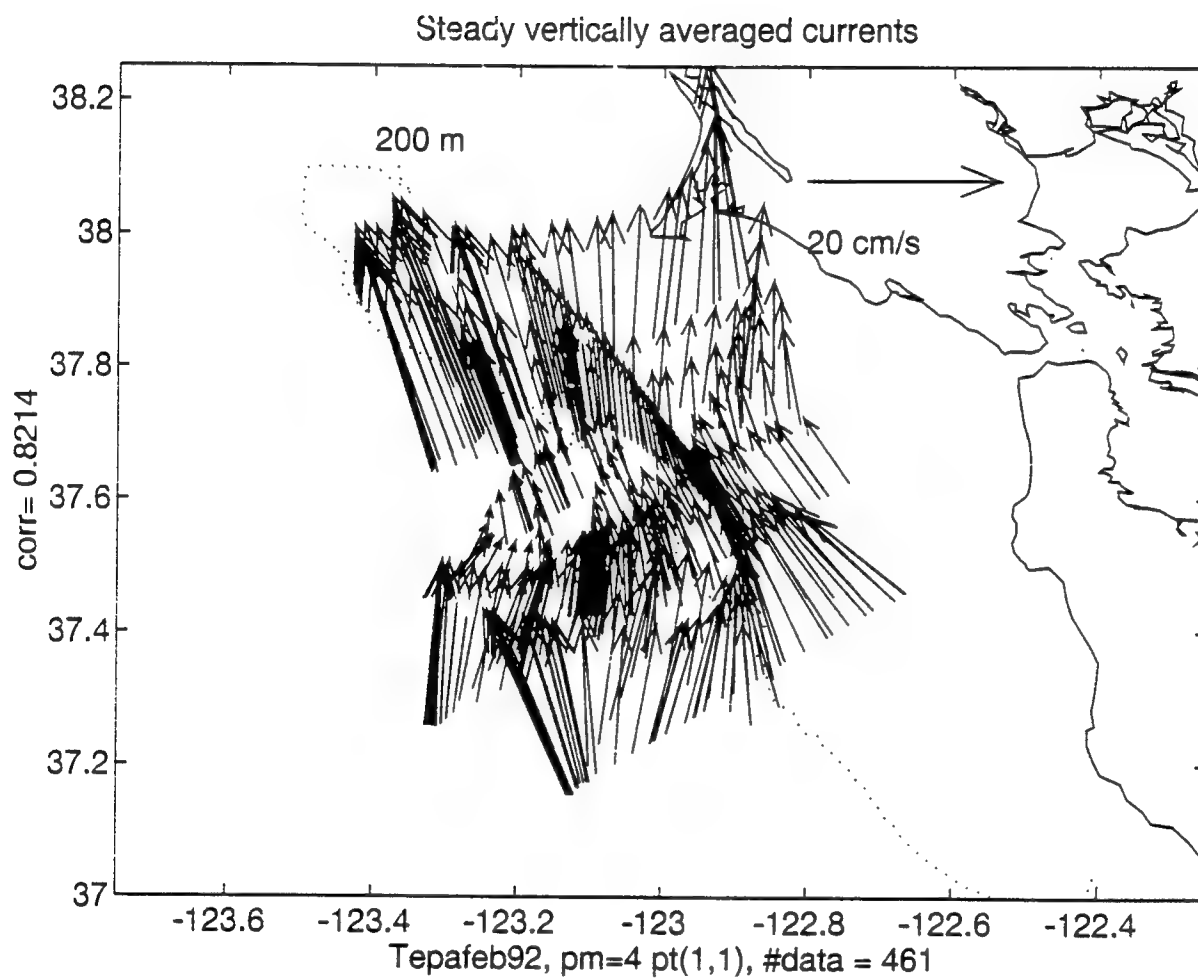 Steady vertically averaged currents
38.2
200 m
38
20 cm/s
37.8
corr= 0.8214
37.6
37.4
37.2
37
-123.6
-123.4
-123.2
-123
-122.8
-122.6
-122.4
Tepafeb92, pm=4 pt(1,1), #data = 461